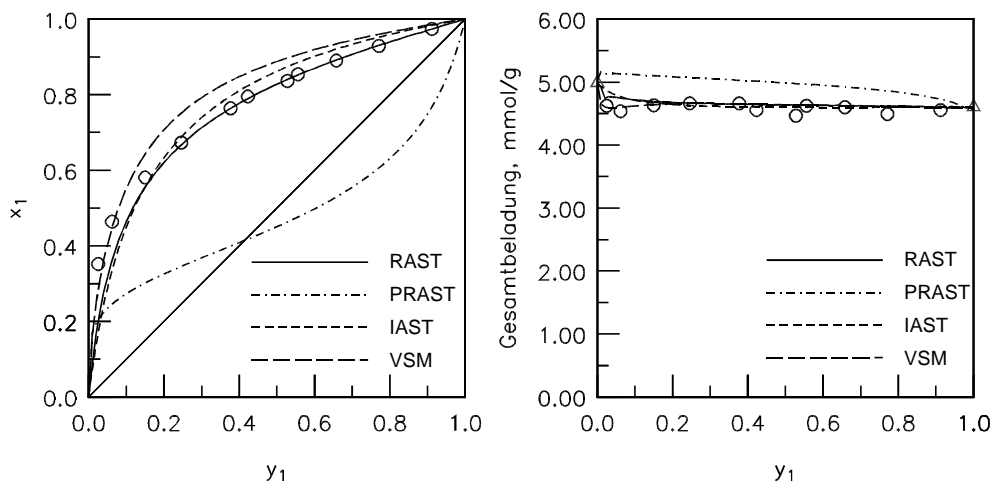 1.0
0.8
0.6
0.4
0.2
0.0
x1
0.0 0.2 0.4 0.6 0.8 1.0
y1
RAST
PRAST
IAST
VSM
6.00
5.00
4.00
3.00
2.00
1.00
0.00
Gesamtbeladung, mmol/g
0.0 0.2 0.4 0.6 0.8 1.0
y1
RAST
PRAST
IAST
VSM